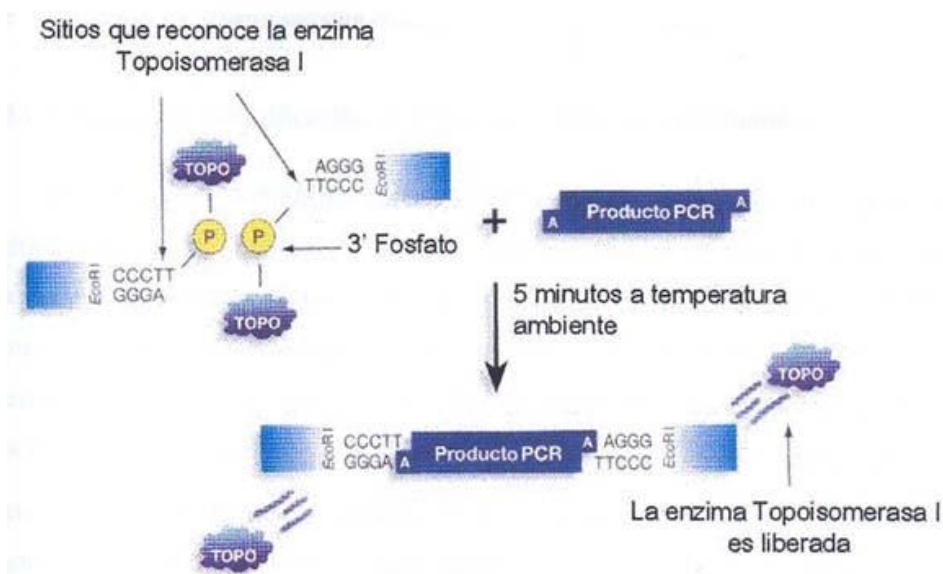 Sitios que reconoce la enzima
Topoisomerasa I
TOPO
AGGG
TTCCC
EcoRI
P
P
3' Fosfato
+
A
Producto PCR
A
EcoRI
CCCTT
GGGA
TOPO
5 minutos a temperatura
ambiente
TOPO
EcoRI
CCCTT
GGGA
A
Producto PCR
A
AGGG
TTCCC
EcoRI
TOPO
La enzima Topoisomerasa I
es liberada